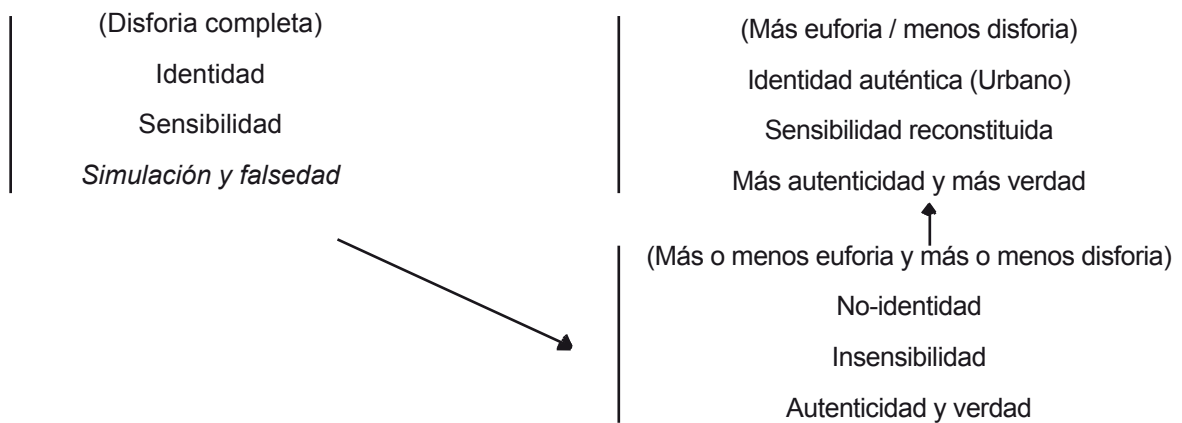 (Disforia completa)
Identidad
Sensibilidad
Simulación y falsedad
(Más euforia / menos disforia)
Identidad auténtica (Urbano)
Sensibilidad reconstituida
Más autenticidad y más verdad
(Más o menos euforia y más o menos disforia)
No-identidad
Insensibilidad
Autenticidad y verdad